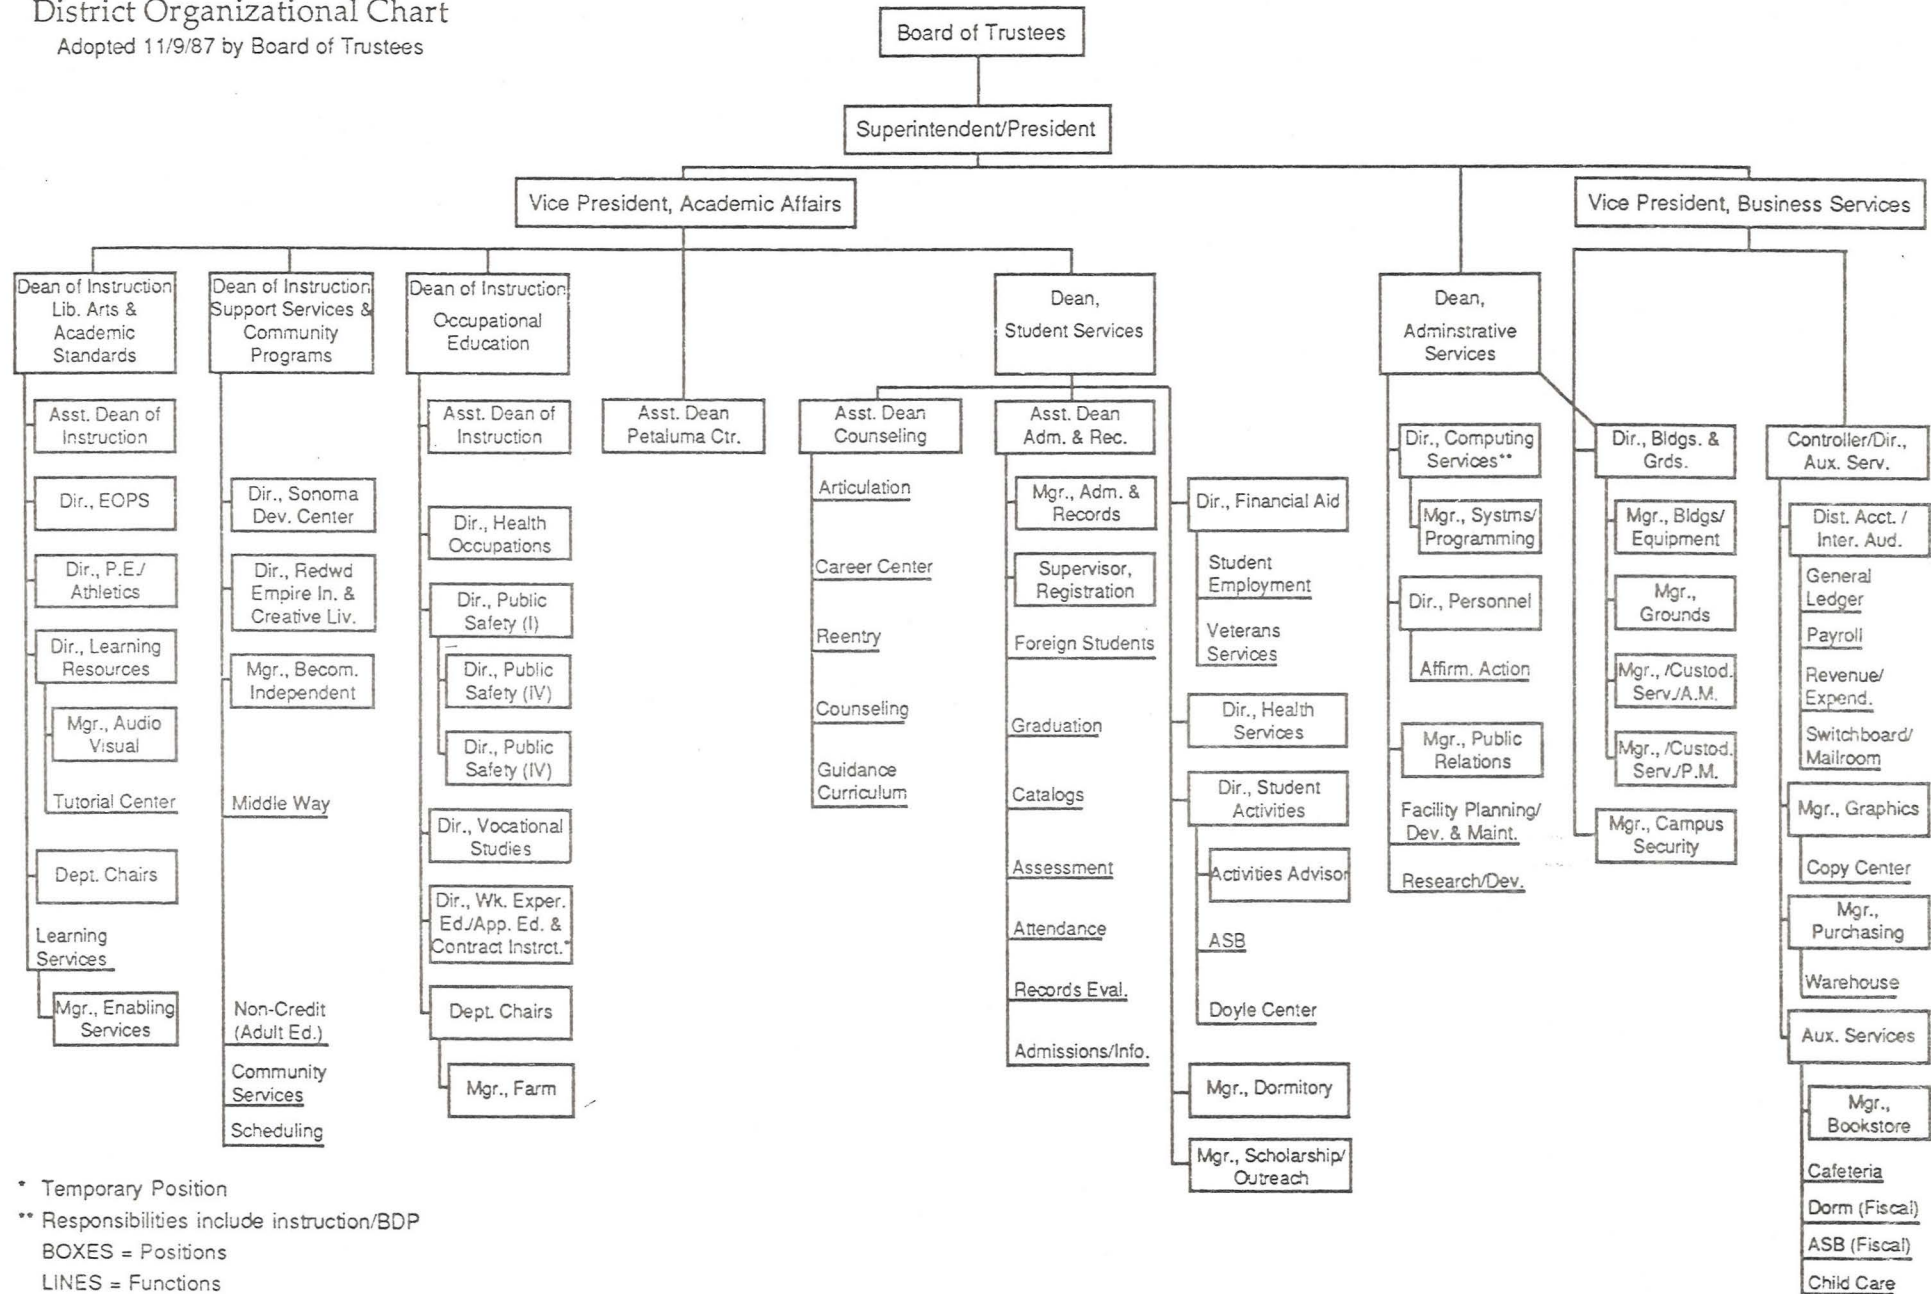 District Organizational Chart
Adopted 11/9/87 by Board of Trustees
Board of Trustees
Superintendent/President
Vice President, Academic Affairs
Vice President, Business Services
Dean of Instruction
Lib. Arts &
Academic
Standards
Asst. Dean of
Instruction
Dir., EOPS
Dir., P.E./
Athletics
Dir., Learning
Resources
Mgr., Audio
Visual
Tutorial Center
Dept. Chairs
Learning
Services
Mgr., Enabling
Services
Dean of Instruction
Support Services &
Community
Programs
Dir., Sonoma
Dev. Center
Dir., Redwd
Empire In. &
Creative Liv.
Mgr., Becom.
Independent
Middle Way
Non-Credit
(Adult Ed.)
Community
Services
Scheduling
Dean of Instruction
Occupational
Education
Asst. Dean of
Instruction
Dir., Health
Occupations
Dir., Public
Safety (I)
Dir., Public
Safety (IV)
Dir., Public
Safety (IV)
Dir., Vocational
Studies
Dir., Wk. Exper.
Ed./App. Ed. &
Contract Instrct.*
Dept. Chairs
Mgr., Farm
Asst. Dean
Petaluma Ctr.
Dean,
Student Services
Asst. Dean
Counseling
Articulation
Career Center
Reentry
Counseling
Guidance
Curriculum
Asst. Dean
Adm. & Rec.
Mgr., Adm. &
Records
Supervisor,
Registration
Foreign Students
Graduation
Catalogs
Assessment
Attendance
Records Eval.
Admissions/Info.
Dir., Financial Aid
Student
Employment
Veterans
Services
Dir., Health
Services
Dir., Student
Activities
Activities Advisor
ASB
Doyle Center
Mgr., Dormitory
Mgr., Scholarship/
Outreach
Dean,
Adminstrative
Services
Dir., Computing
Services**
Mgr., Systms/
Programming
Dir., Personnel
Affirm. Action
Mgr., Public
Relations
Facility Planning/
Dev. & Maint.
Research/Dev.
Dir., Bldgs. &
Grds.
Mgr., Bldgs/
Equipment
Mgr.,
Grounds
Mgr., /Custod.
Serv./A.M.
Mgr., /Custod.
Serv./P.M.
Mgr., Campus
Security
Controller/Dir.,
Aux. Serv.
Dist. Acct. /
Inter. Aud.
General
Ledger
Payroll
Revenue/
Expend.
Switchboard/
Mailroom
Mgr., Graphics
Copy Center
Mgr.,
Purchasing
Warehouse
Aux. Services
Mgr.,
Bookstore
Cafeteria
Dorm (Fiscal)
ASB (Fiscal)
Child Care
* Temporary Position
** Responsibilities include instruction/BDP
BOXES = Positions
LINES = Functions